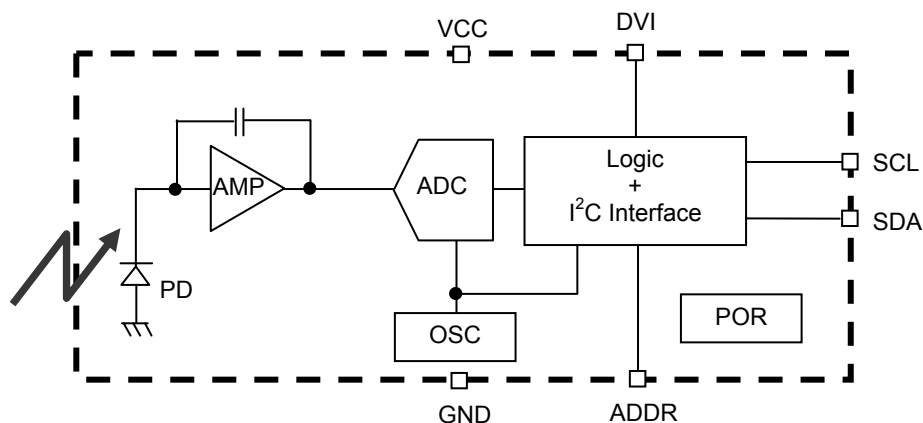 VCC
DVI
AMP
ADC
Logic
+
I²C Interface
SCL
SDA
PD
OSC
POR
GND
ADDR